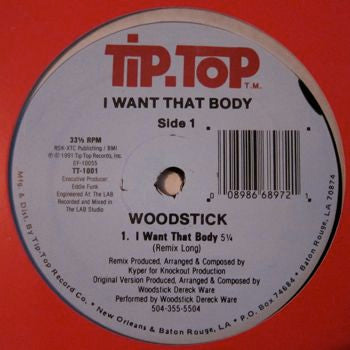 TiP.ToP
T.M.
I WANT THAT BODY
Side 1
33⅓ RPM
RSK-XTC Publishing / BMI
© ⓟ 1991 Tip Top Records, Inc.
EF-10055
TT-1001
Executive Producer:
Eddie Funk
Engineered At: The LAB
Recorded and Mixed in
The LAB Studio
0 08986 68972 1
WOODSTICK
1. I Want That Body 5¼
(Remix Long)
Remix Produced, Arranged & Composed by
Kyper for Knockout Production
Original Version Produced, Arranged & Composed by
Woodstick Dereck Ware
Performed by Woodstick Dereck Ware
504-355-5504
Mfg. & Dist. By Tip.Top Record Co. • New Orleans & Baton Rouge, LA • P.O. Box 74684 • Baton Rouge, LA 70874